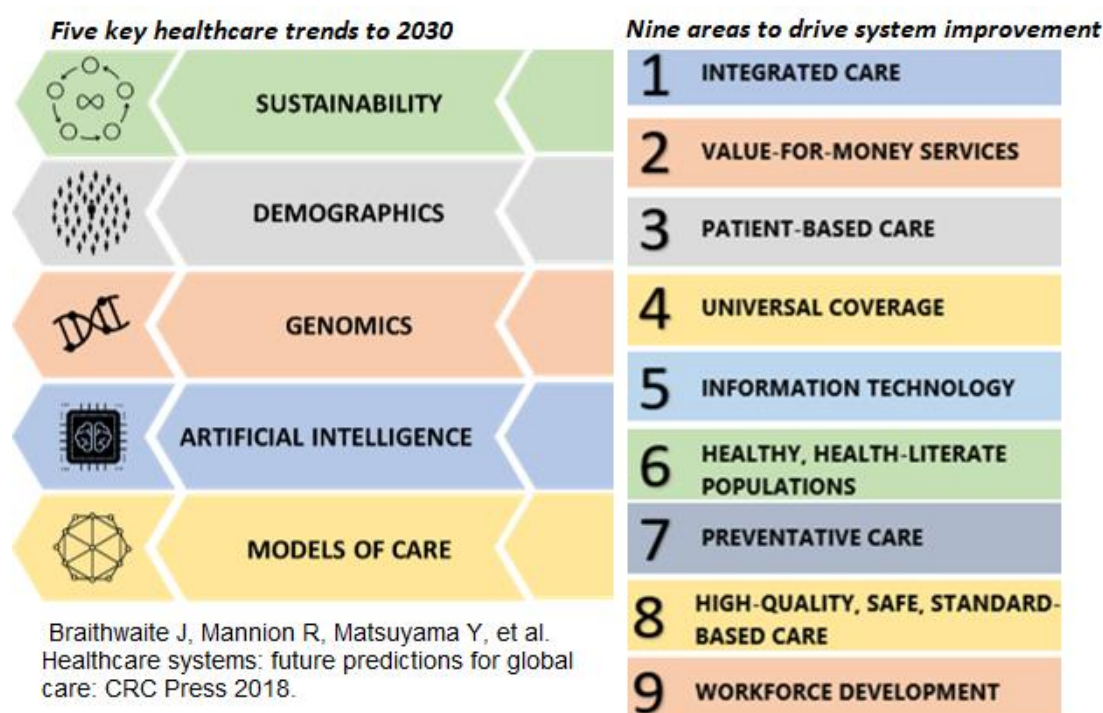 Five key healthcare trends to 2030
SUSTAINABILITY
DEMOGRAPHICS
GENOMICS
ARTIFICIAL INTELLIGENCE
MODELS OF CARE
Braithwaite J, Mannion R, Matsuyama Y, et al.
Healthcare systems: future predictions for global
care: CRC Press 2018.
Nine areas to drive system improvement
1 INTEGRATED CARE
2 VALUE-FOR-MONEY SERVICES
3 PATIENT-BASED CARE
4 UNIVERSAL COVERAGE
5 INFORMATION TECHNOLOGY
6 HEALTHY, HEALTH-LITERATE
POPULATIONS
7 PREVENTATIVE CARE
8 HIGH-QUALITY, SAFE, STANDARD-
BASED CARE
9 WORKFORCE DEVELOPMENT